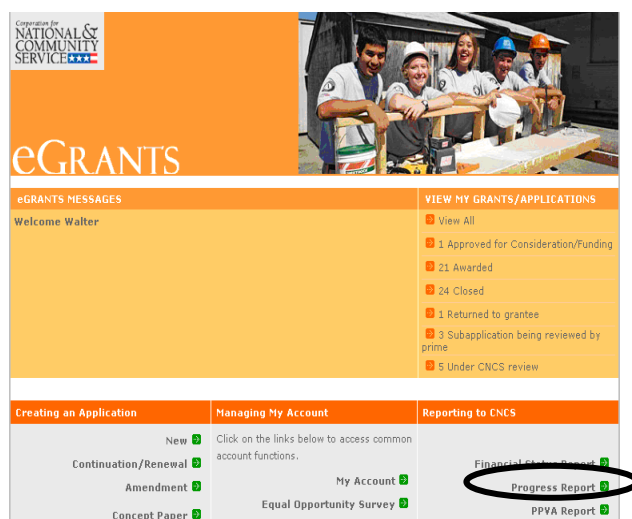 Corporation for
NATIONAL &
COMMUNITY
SERVICE
eGRANTS
eGRANTS MESSAGES
Welcome Walter
VIEW MY GRANTS/APPLICATIONS
View All
1 Approved for Consideration/Funding
21 Awarded
24 Closed
1 Returned to grantee
3 Subapplication being reviewed by
prime
5 Under CNCS review
Creating an Application
New
Continuation/Renewal
Amendment
Concept Paper
Managing My Account
Click on the links below to access common
account functions.
My Account
Equal Opportunity Survey
Reporting to CNCS
Financial Status Report
Progress Report
PPVA Report